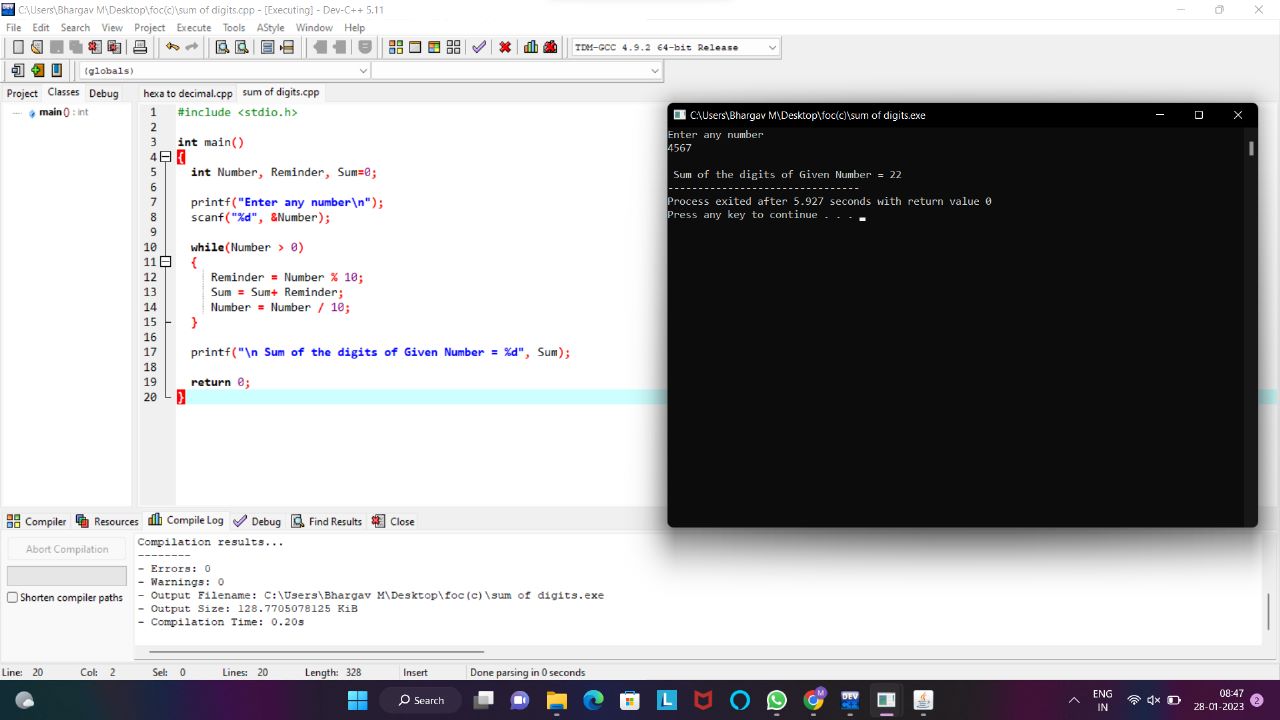 C:\Users\Bhargav M\Desktop\foc(c)\sum of digits.cpp - [Executing] - Dev-C++ 5.11
File Edit Search View Project Execute Tools AStyle Window Help
TDM-GCC 4.9.2 64-bit Release
(globals)
Project Classes Debug
hexa to decimal.cpp sum of digits.cpp
main () : int
1 #include <stdio.h>
2
3 int main()
4 {
5 int Number, Reminder, Sum=0;
6
7 printf("Enter any number\n");
8 scanf("%d", &Number);
9
10 while(Number > 0)
11 {
12 Reminder = Number % 10;
13 Sum = Sum+ Reminder;
14 Number = Number / 10;
15 }
16
17 printf("\n Sum of the digits of Given Number = %d", Sum);
18
19 return 0;
20 }
C:\Users\Bhargav M\Desktop\foc(c)\sum of digits.exe
Enter any number
4567
Sum of the digits of Given Number = 22
--------------------------------
Process exited after 5.927 seconds with return value 0
Press any key to continue . . .
Compiler Resources Compile Log Debug Find Results Close
Abort Compilation
Shorten compiler paths
Compilation results...
--------
- Errors: 0
- Warnings: 0
- Output Filename: C:\Users\Bhargav M\Desktop\foc(c)\sum of digits.exe
- Output Size: 128.7705078125 KiB
- Compilation Time: 0.20s
Line: 20 Col: 2 Sel: 0 Lines: 20 Length: 328 Insert Done parsing in 0 seconds
Search
L
M
DEV
ENG
IN
08:47
28-01-2023
2